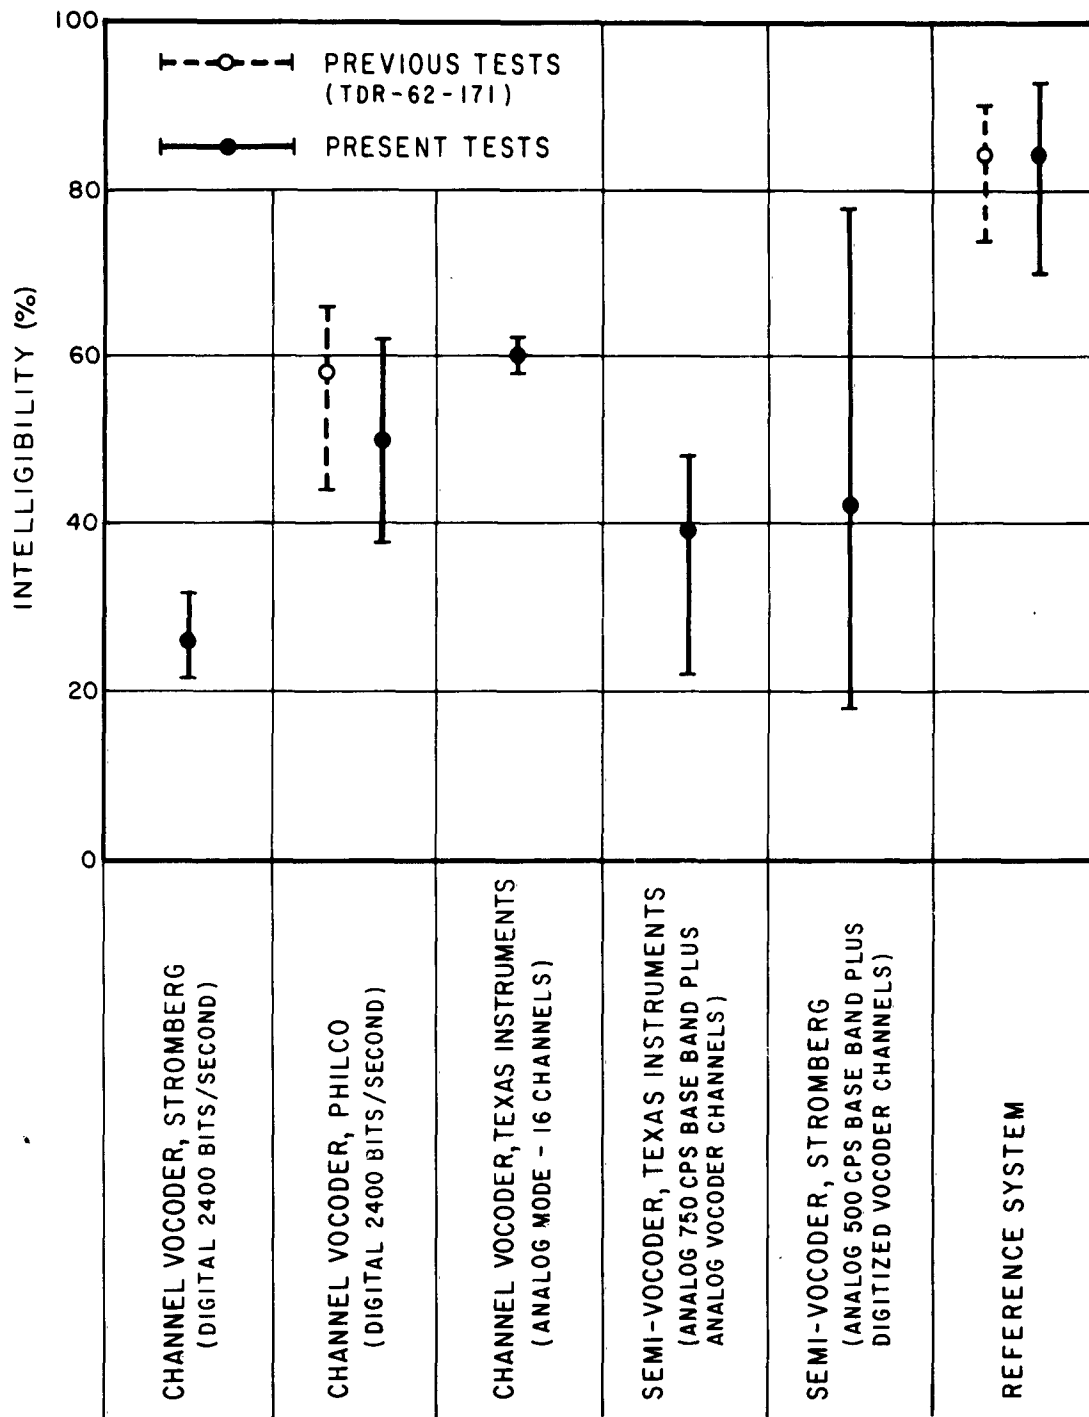 100
80
60
40
20
0
INTELLIGIBILITY (%)
PREVIOUS TESTS
(TDR-62-171)
PRESENT TESTS
CHANNEL VOCODER, STROMBERG
(DIGITAL 2400 BITS/SECOND)
CHANNEL VOCODER, PHILCO
(DIGITAL 2400 BITS/SECOND)
CHANNEL VOCODER, TEXAS INSTRUMENTS
(ANALOG MODE - 16 CHANNELS)
SEMI-VOCODER, TEXAS INSTRUMENTS
(ANALOG 750 CPS BASE BAND PLUS
ANALOG VOCODER CHANNELS)
SEMI-VOCODER, STROMBERG
(ANALOG 500 CPS BASE BAND PLUS
DIGITIZED VOCODER CHANNELS)
REFERENCE SYSTEM